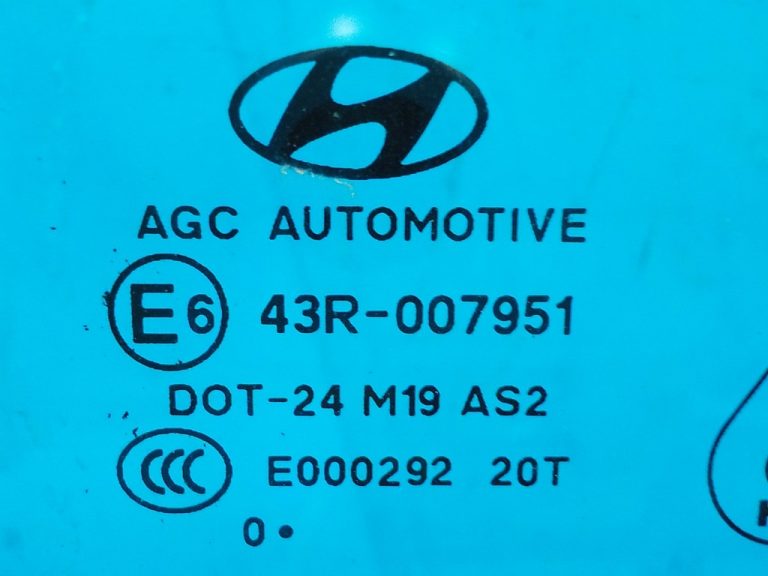 AGC AUTOMOTIVE
E6 43R-007951
DOT-24 M19 AS2
CCC E000292 20T
0•